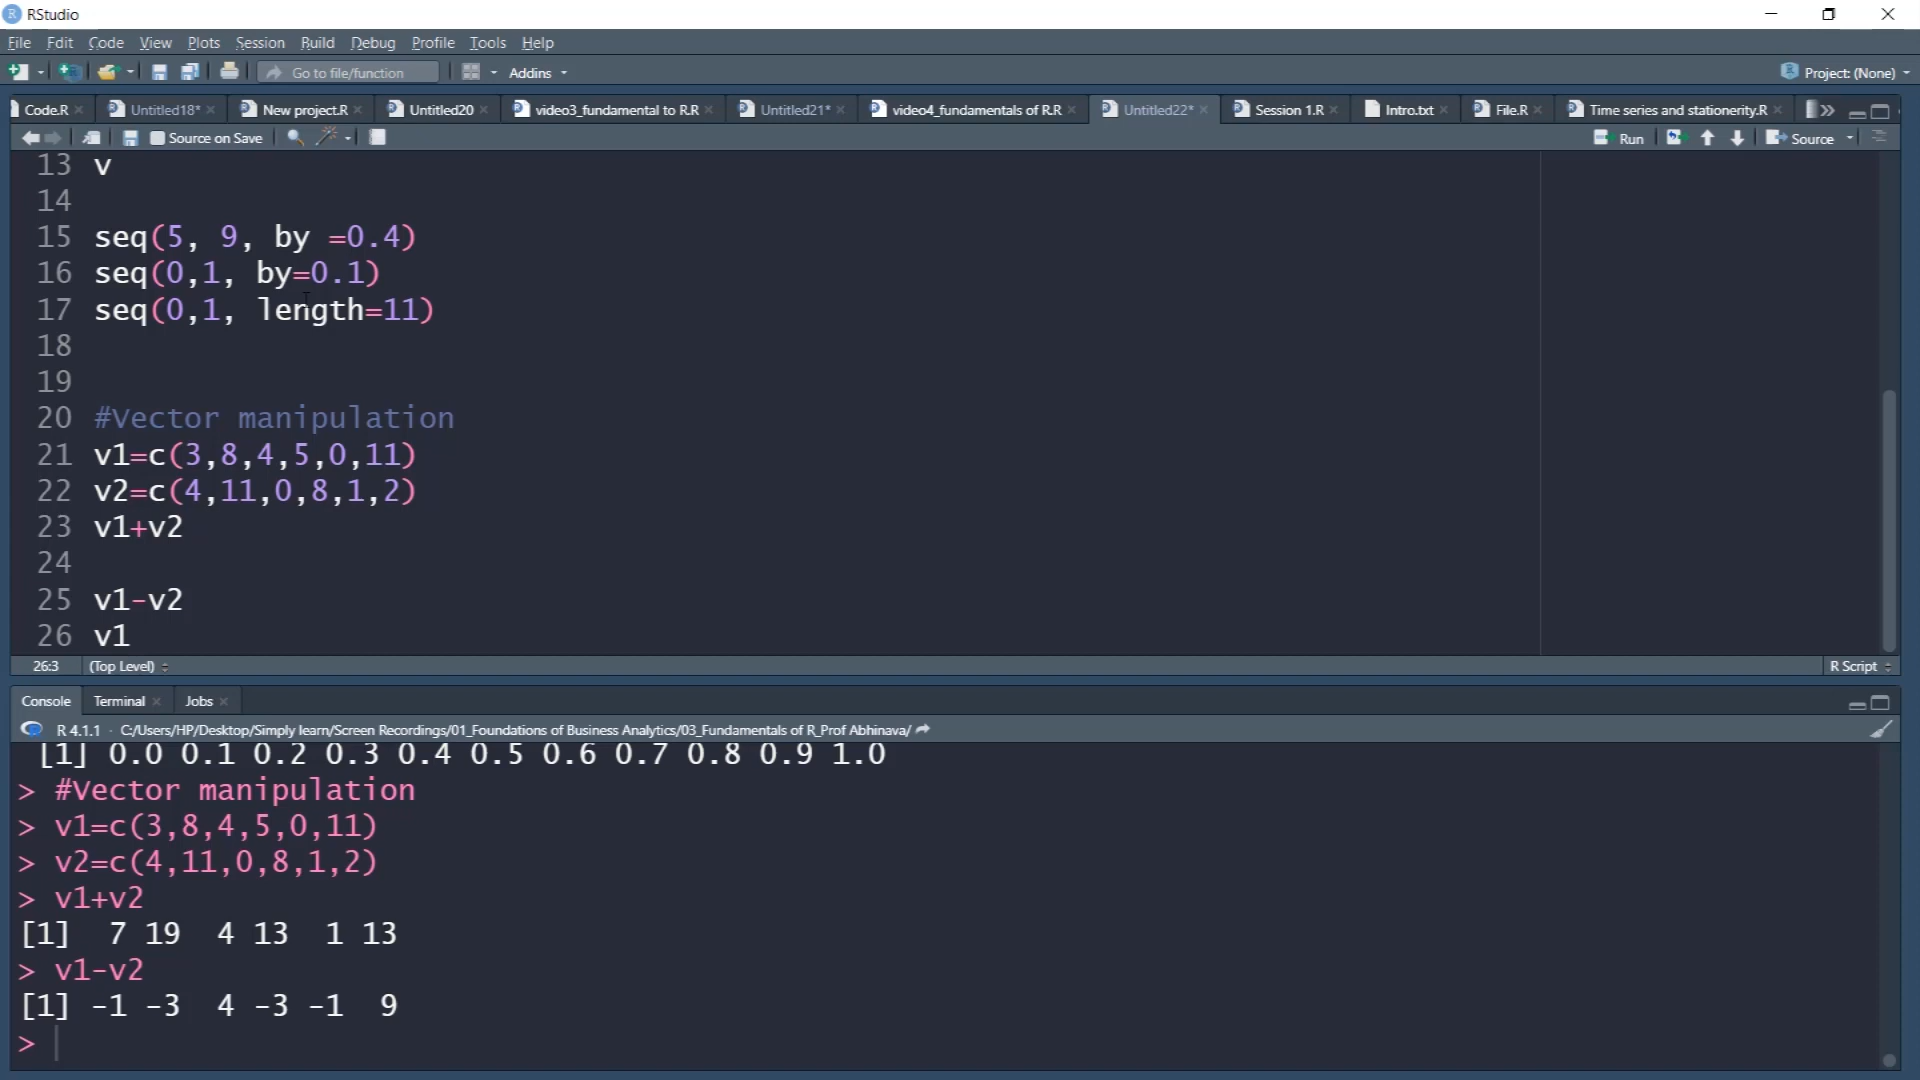 RStudio
File Edit Code View Plots Session Build Debug Profile Tools Help
Go to file/function Addins Project: (None)
Code.R Untitled18* New project.R Untitled20 video3_fundamental to R.R Untitled21* video4_fundamentals of R.R Untitled22* Session 1.R Intro.txt File.R Time series and stationerity.R
Source on Save Run Source
13 v
14
15 seq(5, 9, by =0.4)
16 seq(0,1, by=0.1)
17 seq(0,1, length=11)
18
19
20 #Vector manipulation
21 v1=c(3,8,4,5,0,11)
22 v2=c(4,11,0,8,1,2)
23 v1+v2
24
25 v1-v2
26 v1
26:3 (Top Level) R Script
Console Terminal Jobs
R 4.1.1 · C:/Users/HP/Desktop/Simply learn/Screen Recordings/01_Foundations of Business Analytics/03_Fundamentals of R_Prof Abhinava/
[1] 0.0 0.1 0.2 0.3 0.4 0.5 0.6 0.7 0.8 0.9 1.0
> #Vector manipulation
> v1=c(3,8,4,5,0,11)
> v2=c(4,11,0,8,1,2)
> v1+v2
[1] 7 19 4 13 1 13
> v1-v2
[1] -1 -3 4 -3 -1 9
>